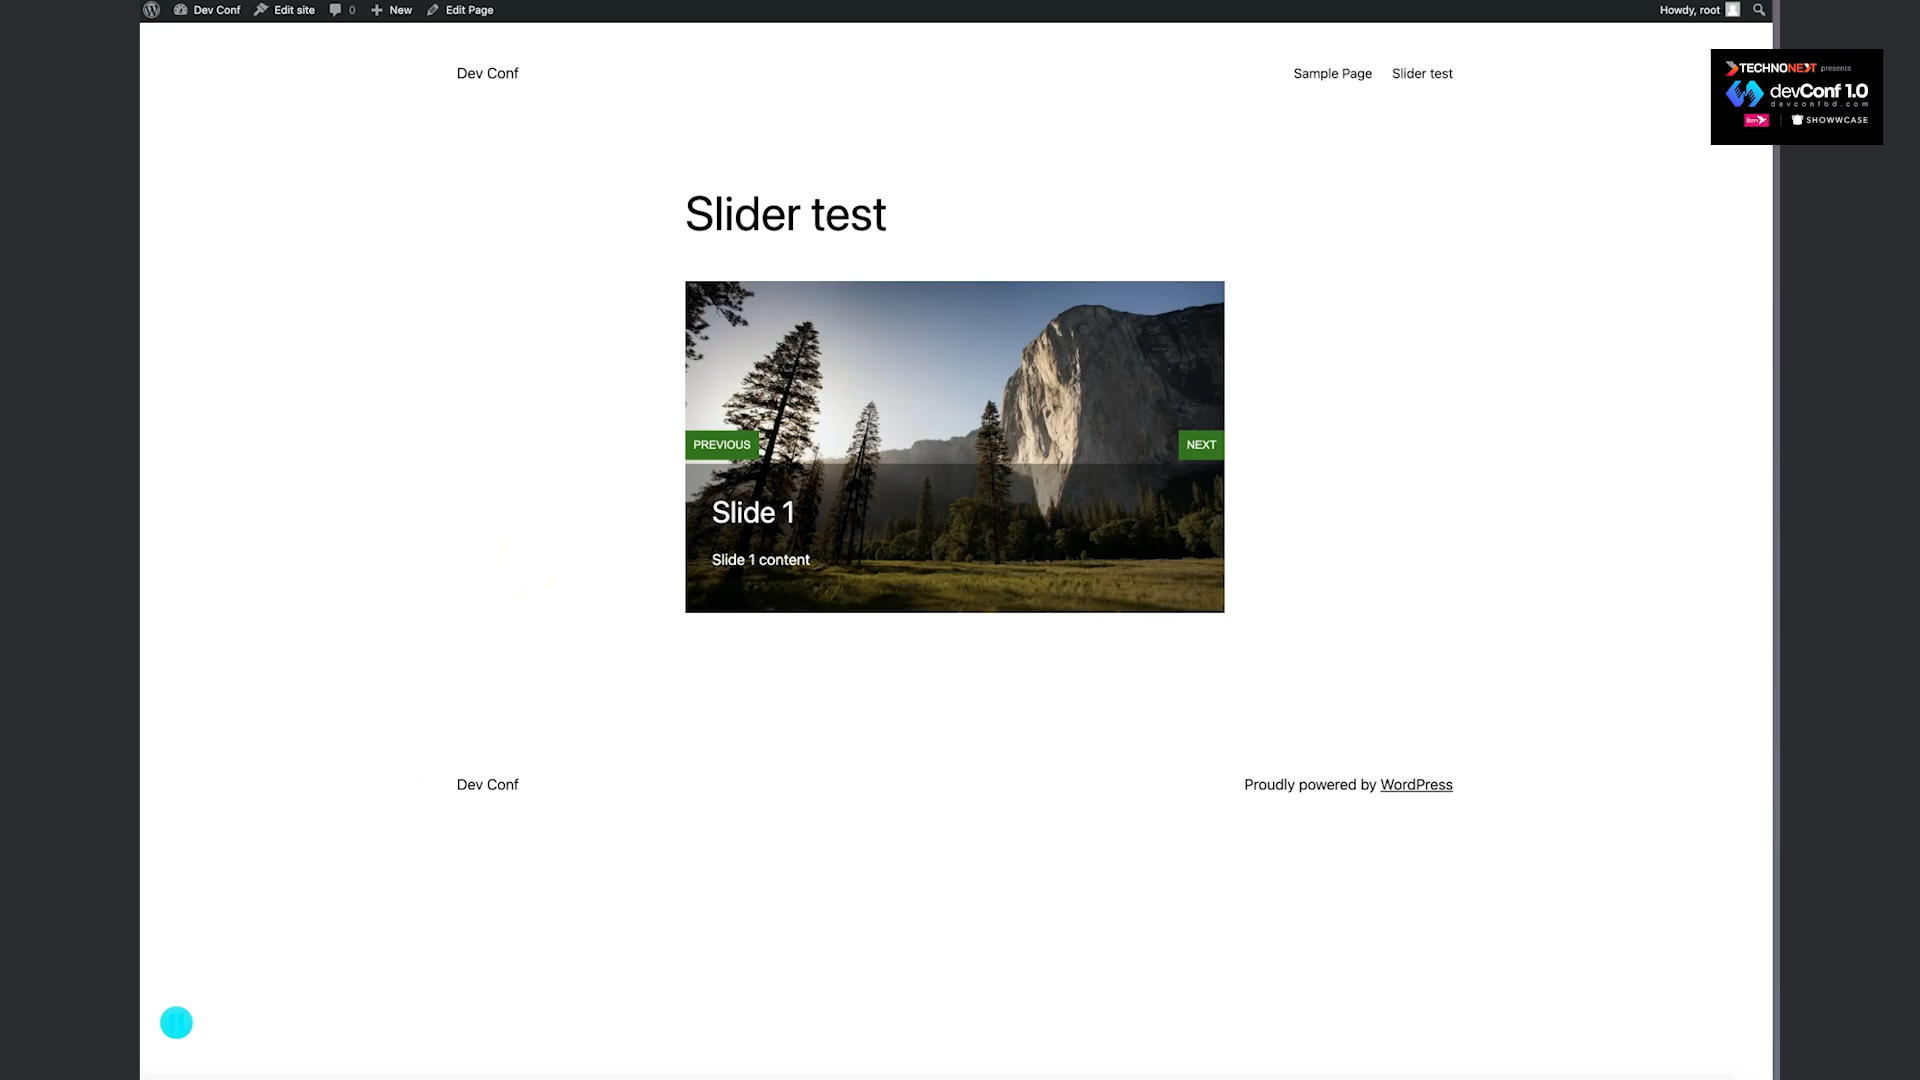 Dev Conf Edit site 0 New Edit Page Howdy, root
TECHNONEXT presents
devConf 1.0
devconfbd.com
SHOWWCASE
Dev Conf Sample Page Slider test
Slider test
PREVIOUS NEXT
Slide 1
Slide 1 content
Dev Conf Proudly powered by WordPress